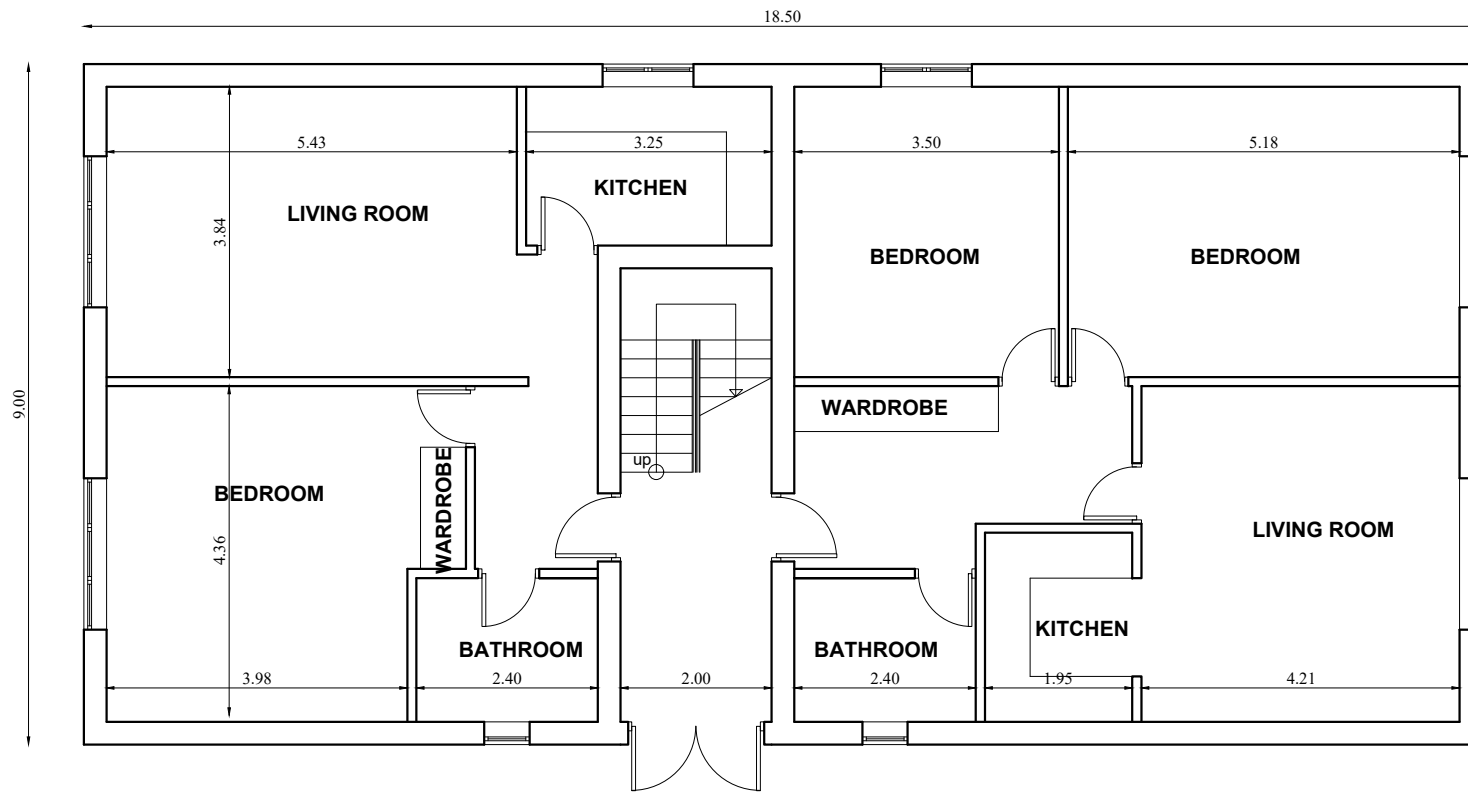 18.50
5.43
3.25
3.50
5.18
KITCHEN
LIVING ROOM
3.84
BEDROOM
BEDROOM
9.00
WARDROBE
up
WARDROBE
BEDROOM
4.36
LIVING ROOM
KITCHEN
BATHROOM
BATHROOM
3.98
2.40
2.00
2.40
1.95
4.21